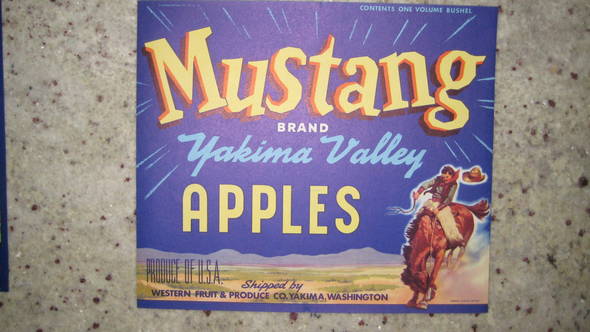 CONTENTS ONE VOLUME BUSHEL
Mustang
BRAND
Yakima Valley
APPLES
PRODUCE OF U.S.A.
Shipped by
WESTERN FRUIT & PRODUCE CO. YAKIMA, WASHINGTON